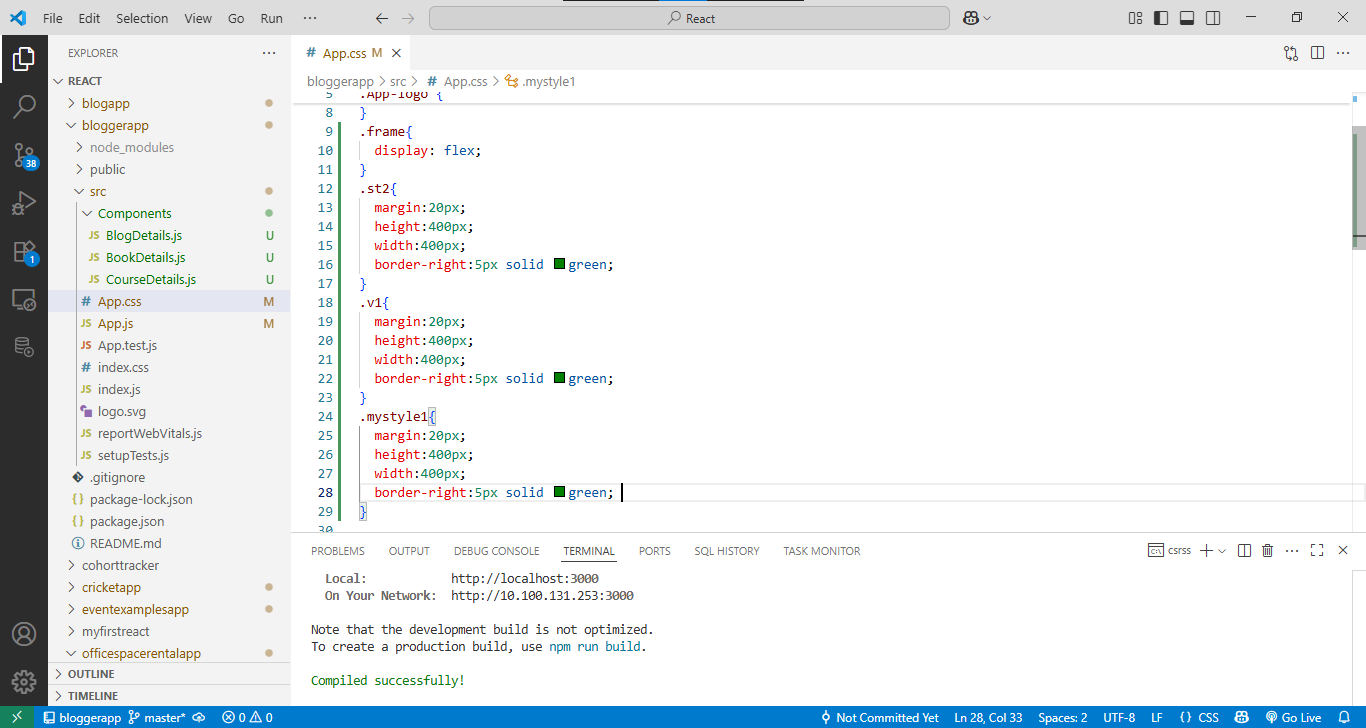 File Edit Selection View Go Run ··· React
EXPLORER ···
REACT
blogapp
bloggerapp
node_modules
public
src
Components
JS BlogDetails.js U
JS BookDetails.js U
JS CourseDetails.js U
# App.css M
JS App.js M
JS App.test.js
# index.css
JS index.js
logo.svg
JS reportWebVitals.js
JS setupTests.js
.gitignore
{} package-lock.json
{} package.json
README.md
cohorttracker
cricketapp
eventexamplesapp
myfirstreact
officespacerentalapp
OUTLINE
TIMELINE
38
1
# App.css M
bloggerapp > src > # App.css > .mystyle1
5 .App-logo {
8 }
9 .frame{
10 display: flex;
11 }
12 .st2{
13 margin:20px;
14 height:400px;
15 width:400px;
16 border-right:5px solid green;
17 }
18 .v1{
19 margin:20px;
20 height:400px;
21 width:400px;
22 border-right:5px solid green;
23 }
24 .mystyle1{
25 margin:20px;
26 height:400px;
27 width:400px;
28 border-right:5px solid green;
29 }
30
PROBLEMS OUTPUT DEBUG CONSOLE TERMINAL PORTS SQL HISTORY TASK MONITOR csrss
Local: http://localhost:3000
On Your Network: http://10.100.131.253:3000
Note that the development build is not optimized.
To create a production build, use npm run build.
Compiled successfully!
bloggerapp master* 0 0 Not Committed Yet Ln 28, Col 33 Spaces: 2 UTF-8 LF {} CSS Go Live